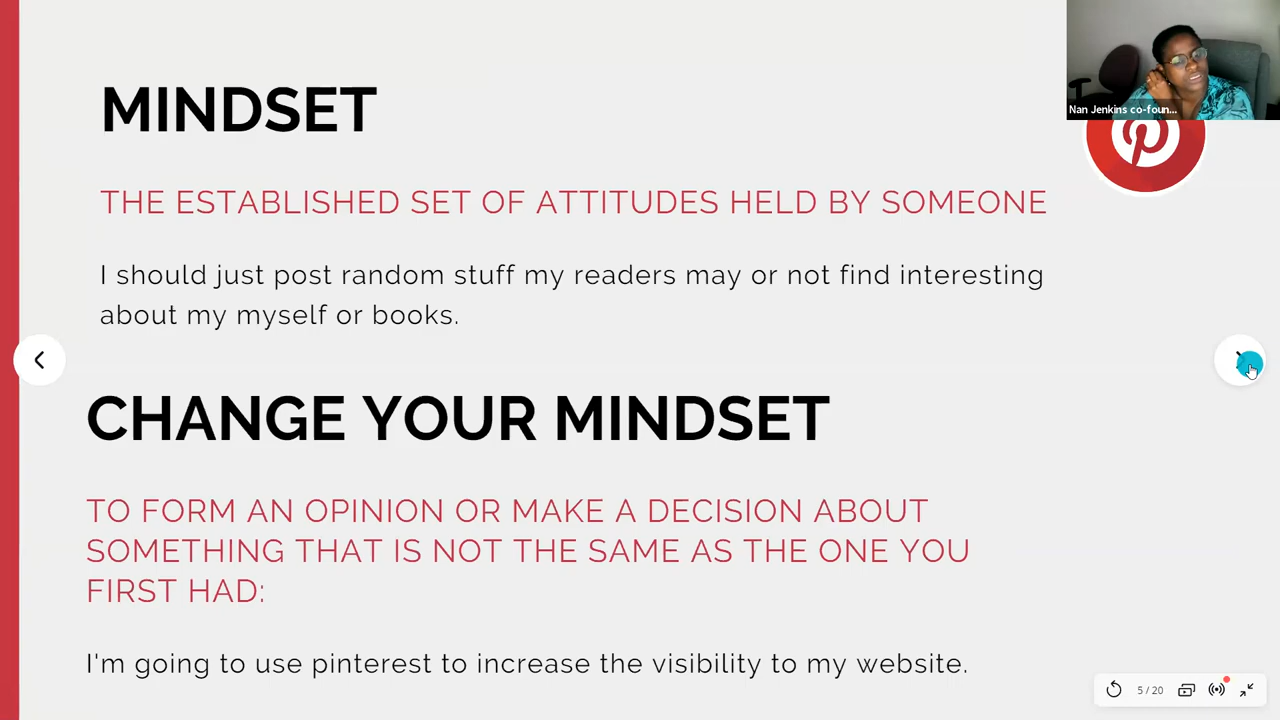 MINDSET
THE ESTABLISHED SET OF ATTITUDES HELD BY SOMEONE
I should just post random stuff my readers may or not find interesting
about my myself or books.
CHANGE YOUR MINDSET
TO FORM AN OPINION OR MAKE A DECISION ABOUT
SOMETHING THAT IS NOT THE SAME AS THE ONE YOU
FIRST HAD:
I'm going to use pinterest to increase the visibility to my website.
Nan Jenkins co-foun...
5 / 20